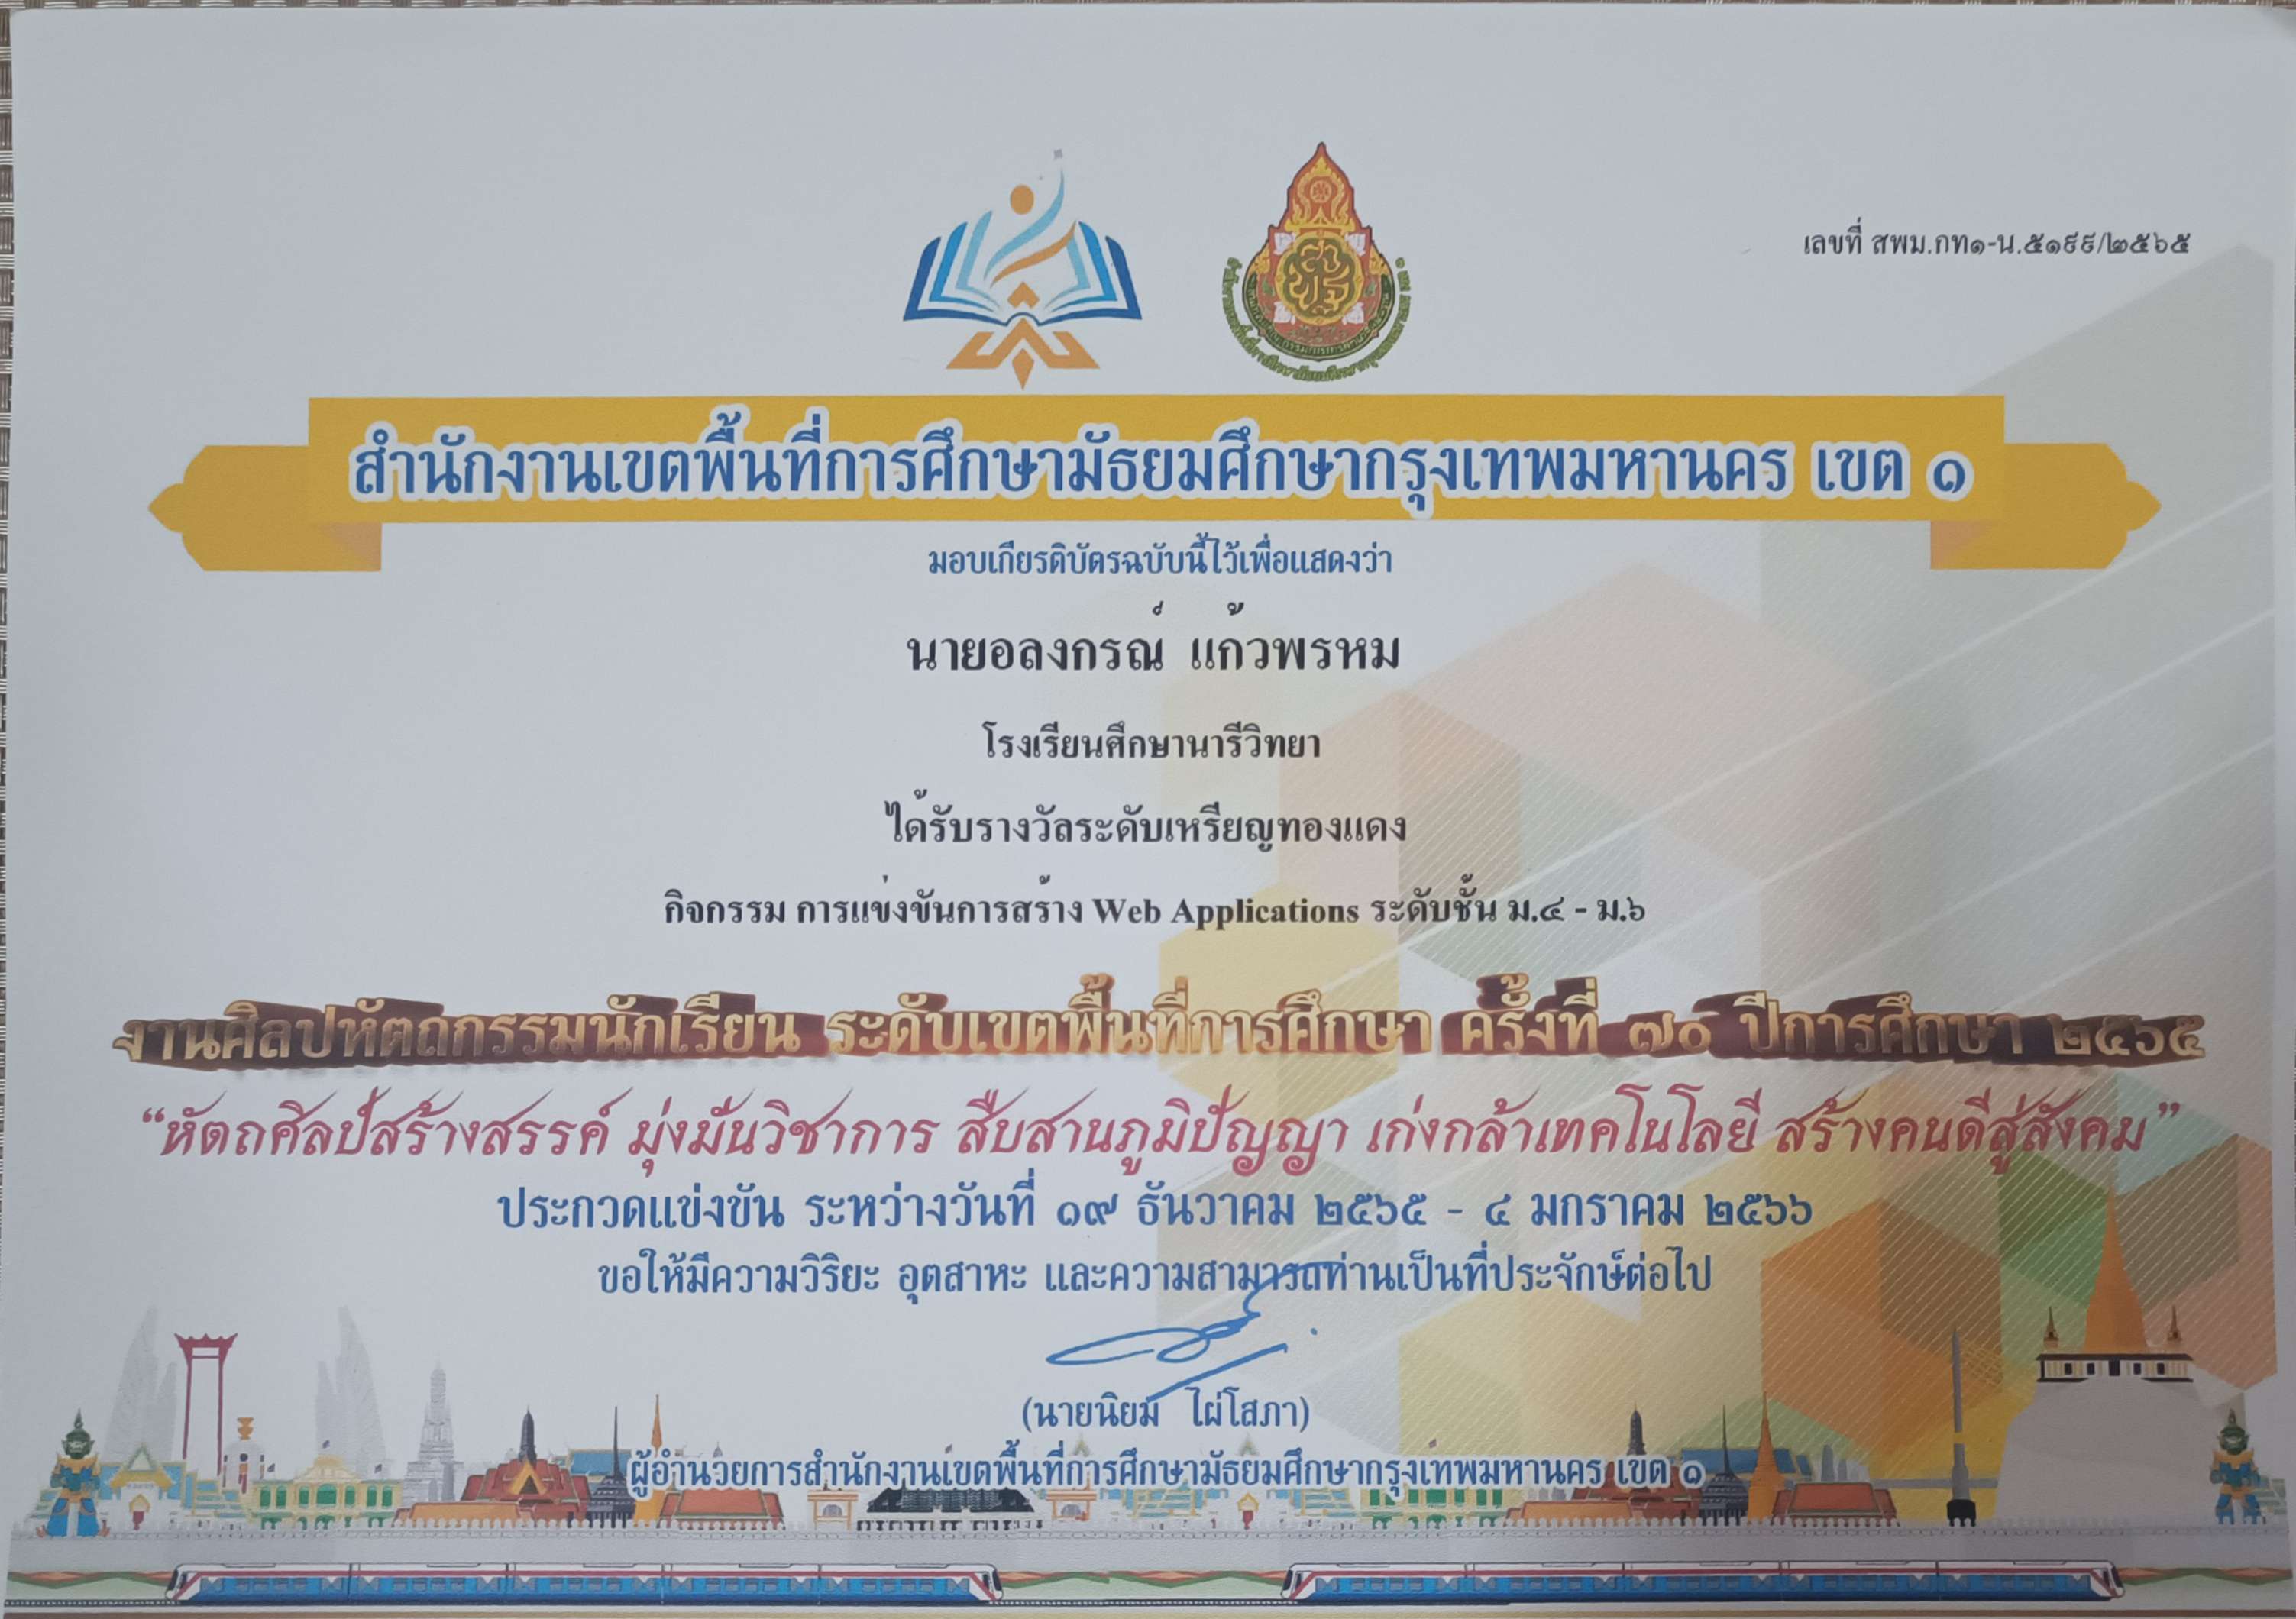 เลขที่ สพม.กท๑-น.๕๑๙๙/๒๕๖๕
สำนักงานเขตพื้นที่การศึกษามัธยมศึกษากรุงเทพมหานคร เขต ๑
มอบเกียรติบัตรฉบับนี้ไว้เพื่อแสดงว่า
นายอลงกรณ์ แก้วพรหม
โรงเรียนศึกษานารีวิทยา
ได้รับรางวัลระดับเหรียญทองแดง
กิจกรรม การแข่งขันการสร้าง Web Applications ระดับชั้น ม.๔ - ม.๖
งานศิลปหัตถกรรมนักเรียน ระดับเขตพื้นที่การศึกษา ครั้งที่ ๗๐ ปีการศึกษา ๒๕๖๕
“หัตถศิลป์สร้างสรรค์ มุ่งมั่นวิชาการ สืบสานภูมิปัญญา เก่งกล้าเทคโนโลยี สร้างคนดีสู่สังคม”
ประกวดแข่งขัน ระหว่างวันที่ ๑๙ ธันวาคม ๒๕๖๕ - ๔ มกราคม ๒๕๖๖
ขอให้มีความวิริยะ อุตสาหะ และความสามารถท่านเป็นที่ประจักษ์ต่อไป
(นายนิยม ไผ่โสภา)
ผู้อำนวยการสำนักงานเขตพื้นที่การศึกษามัธยมศึกษากรุงเทพมหานคร เขต ๑